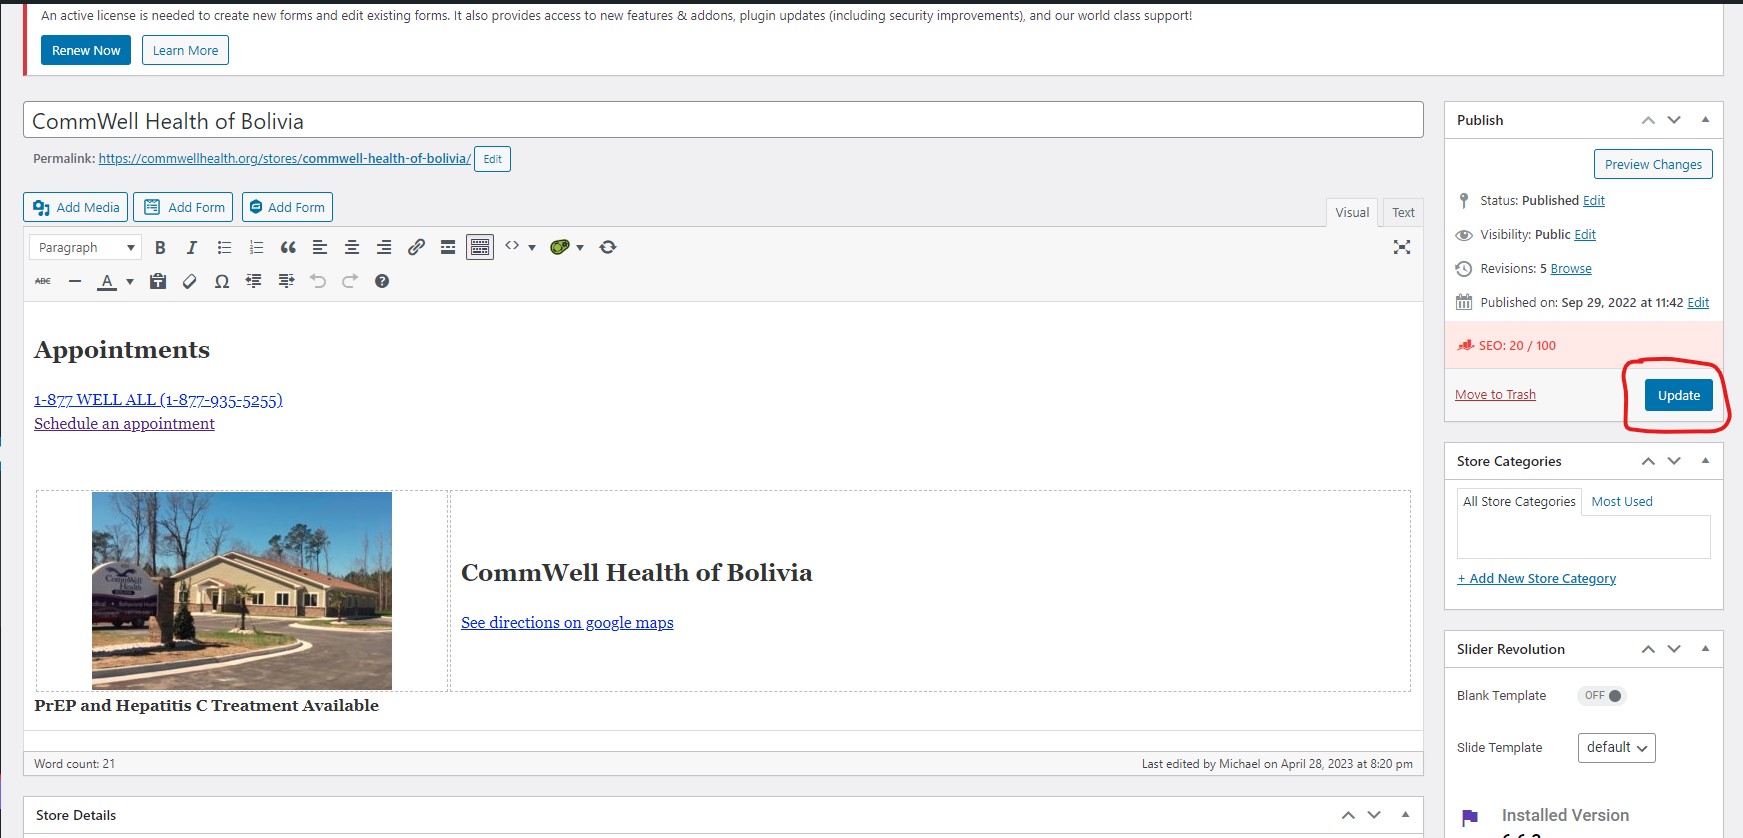 An active license is needed to create new forms and edit existing forms. It also provides access to new features & addons, plugin updates (including security improvements), and our world class support!
Renew Now Learn More
CommWell Health of Bolivia
Permalink: https://commwellhealth.org/stores/commwell-health-of-bolivia/ Edit
Add Media Add Form Add Form
Visual Text
Paragraph B I
ABC A Ω
Appointments
1-877 WELL ALL (1-877-935-5255)
Schedule an appointment
CommWell
Health
CommWell Health of Bolivia
See directions on google maps
PrEP and Hepatitis C Treatment Available
Word count: 21 Last edited by Michael on April 28, 2023 at 8:20 pm
Store Details
Publish
Preview Changes
Status: Published Edit
Visibility: Public Edit
Revisions: 5 Browse
Published on: Sep 29, 2022 at 11:42 Edit
SEO: 20 / 100
Move to Trash Update
Store Categories
All Store Categories Most Used
+ Add New Store Category
Slider Revolution
Blank Template OFF
Slide Template default
Installed Version